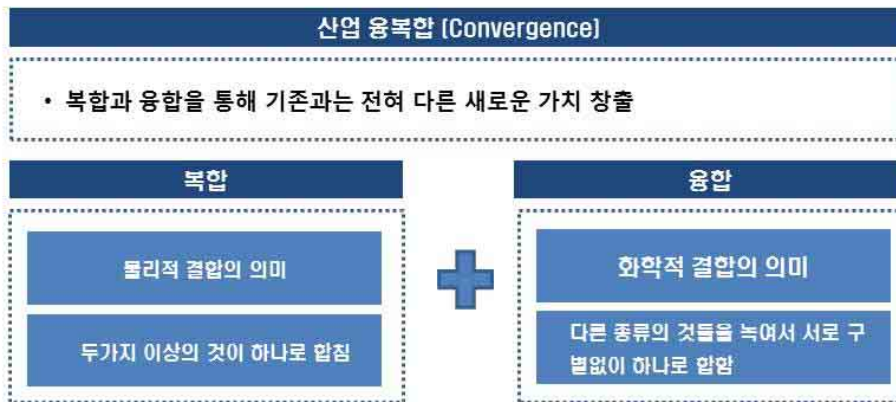 산업 융복합 (Convergence)
• 복합과 융합을 통해 기존과는 전혀 다른 새로운 가치 창출
복합
물리적 결합의 의미
두가지 이상의 것이 하나로 합침
융합
화학적 결합의 의미
다른 종류의 것들을 녹여서 서로 구
별없이 하나로 합함